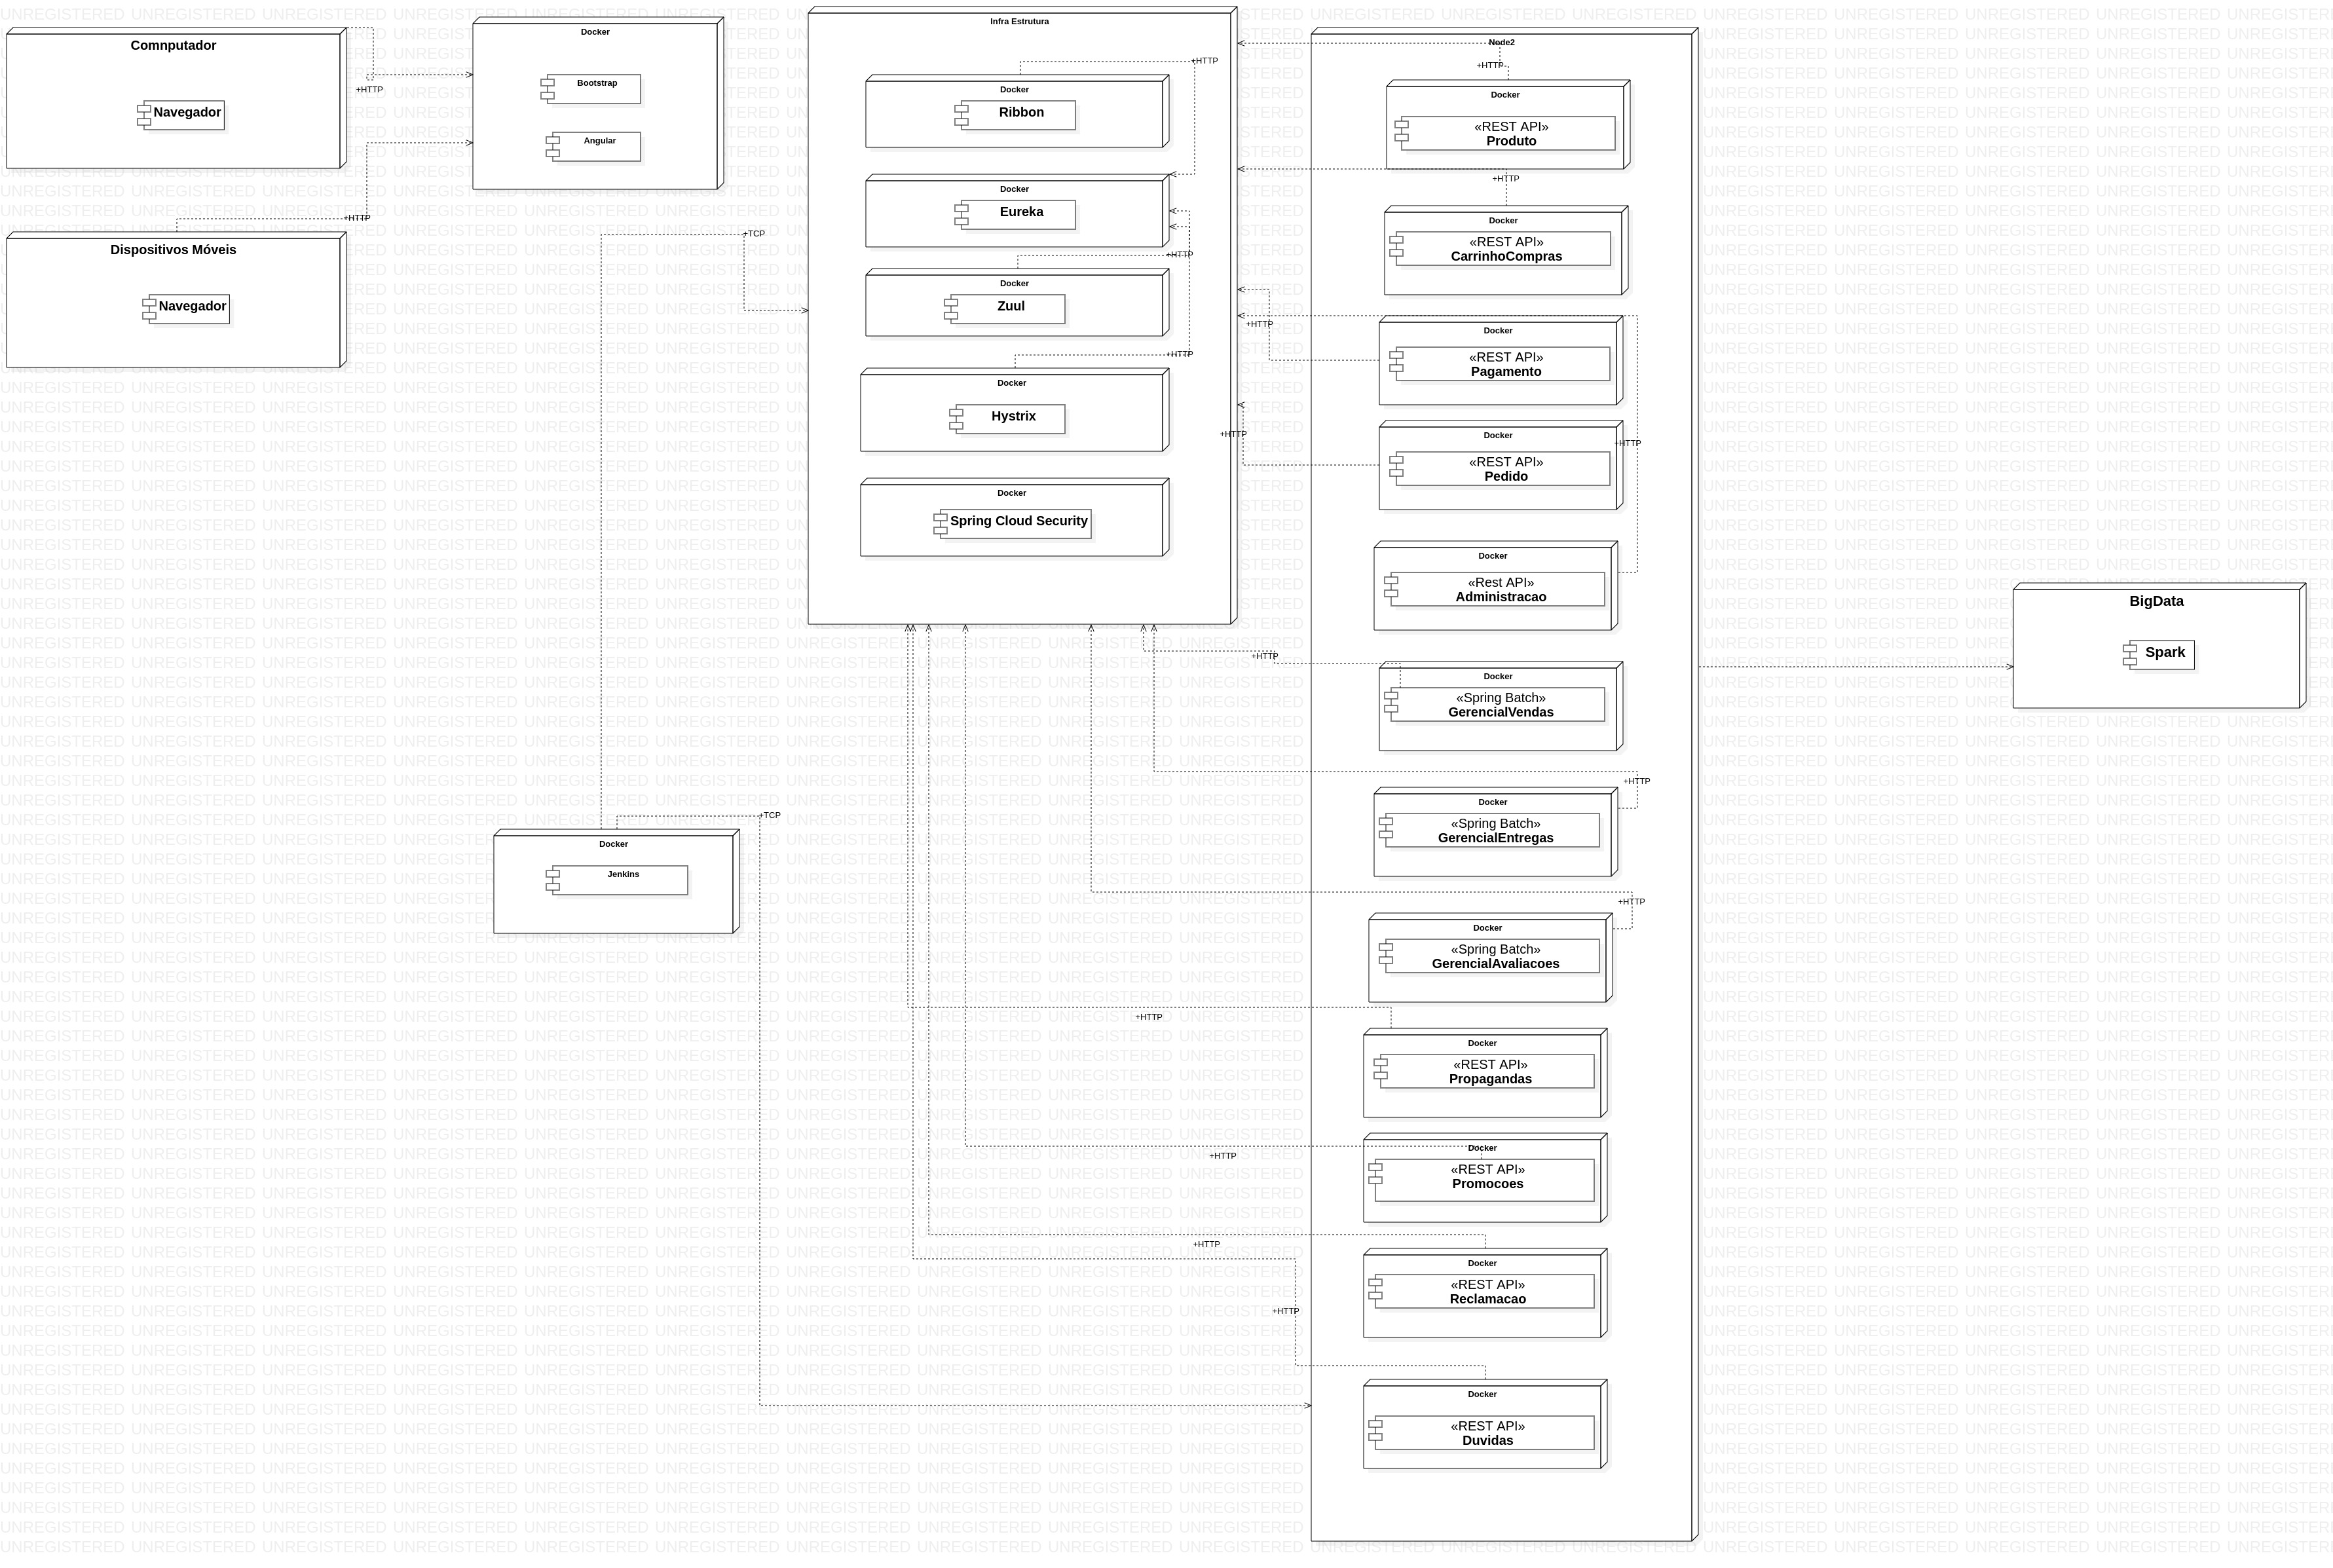 Comnputador
Navegador
+HTTP
Dispositivos Móveis
Navegador
+HTTP
Docker
Bootstrap
Angular
+TCP
Docker
Jenkins
+TCP
Infra Estrutura
+HTTP
Docker
Ribbon
Docker
Eureka
+HTTP
Docker
Zuul
+HTTP
Docker
Hystrix
Docker
Spring Cloud Security
Node2
+HTTP
Docker
«REST API»
Produto
+HTTP
Docker
«REST API»
CarrinhoCompras
+HTTP
Docker
«REST API»
Pagamento
+HTTP
Docker
«REST API»
Pedido
+HTTP
Docker
«Rest API»
Administracao
+HTTP
Docker
«Spring Batch»
GerencialVendas
+HTTP
Docker
«Spring Batch»
GerencialEntregas
+HTTP
Docker
«Spring Batch»
GerencialAvaliacoes
+HTTP
Docker
«REST API»
Propagandas
+HTTP
Docker
«REST API»
Promocoes
+HTTP
Docker
«REST API»
Reclamacao
+HTTP
Docker
«REST API»
Duvidas
BigData
Spark
UNREGISTERED